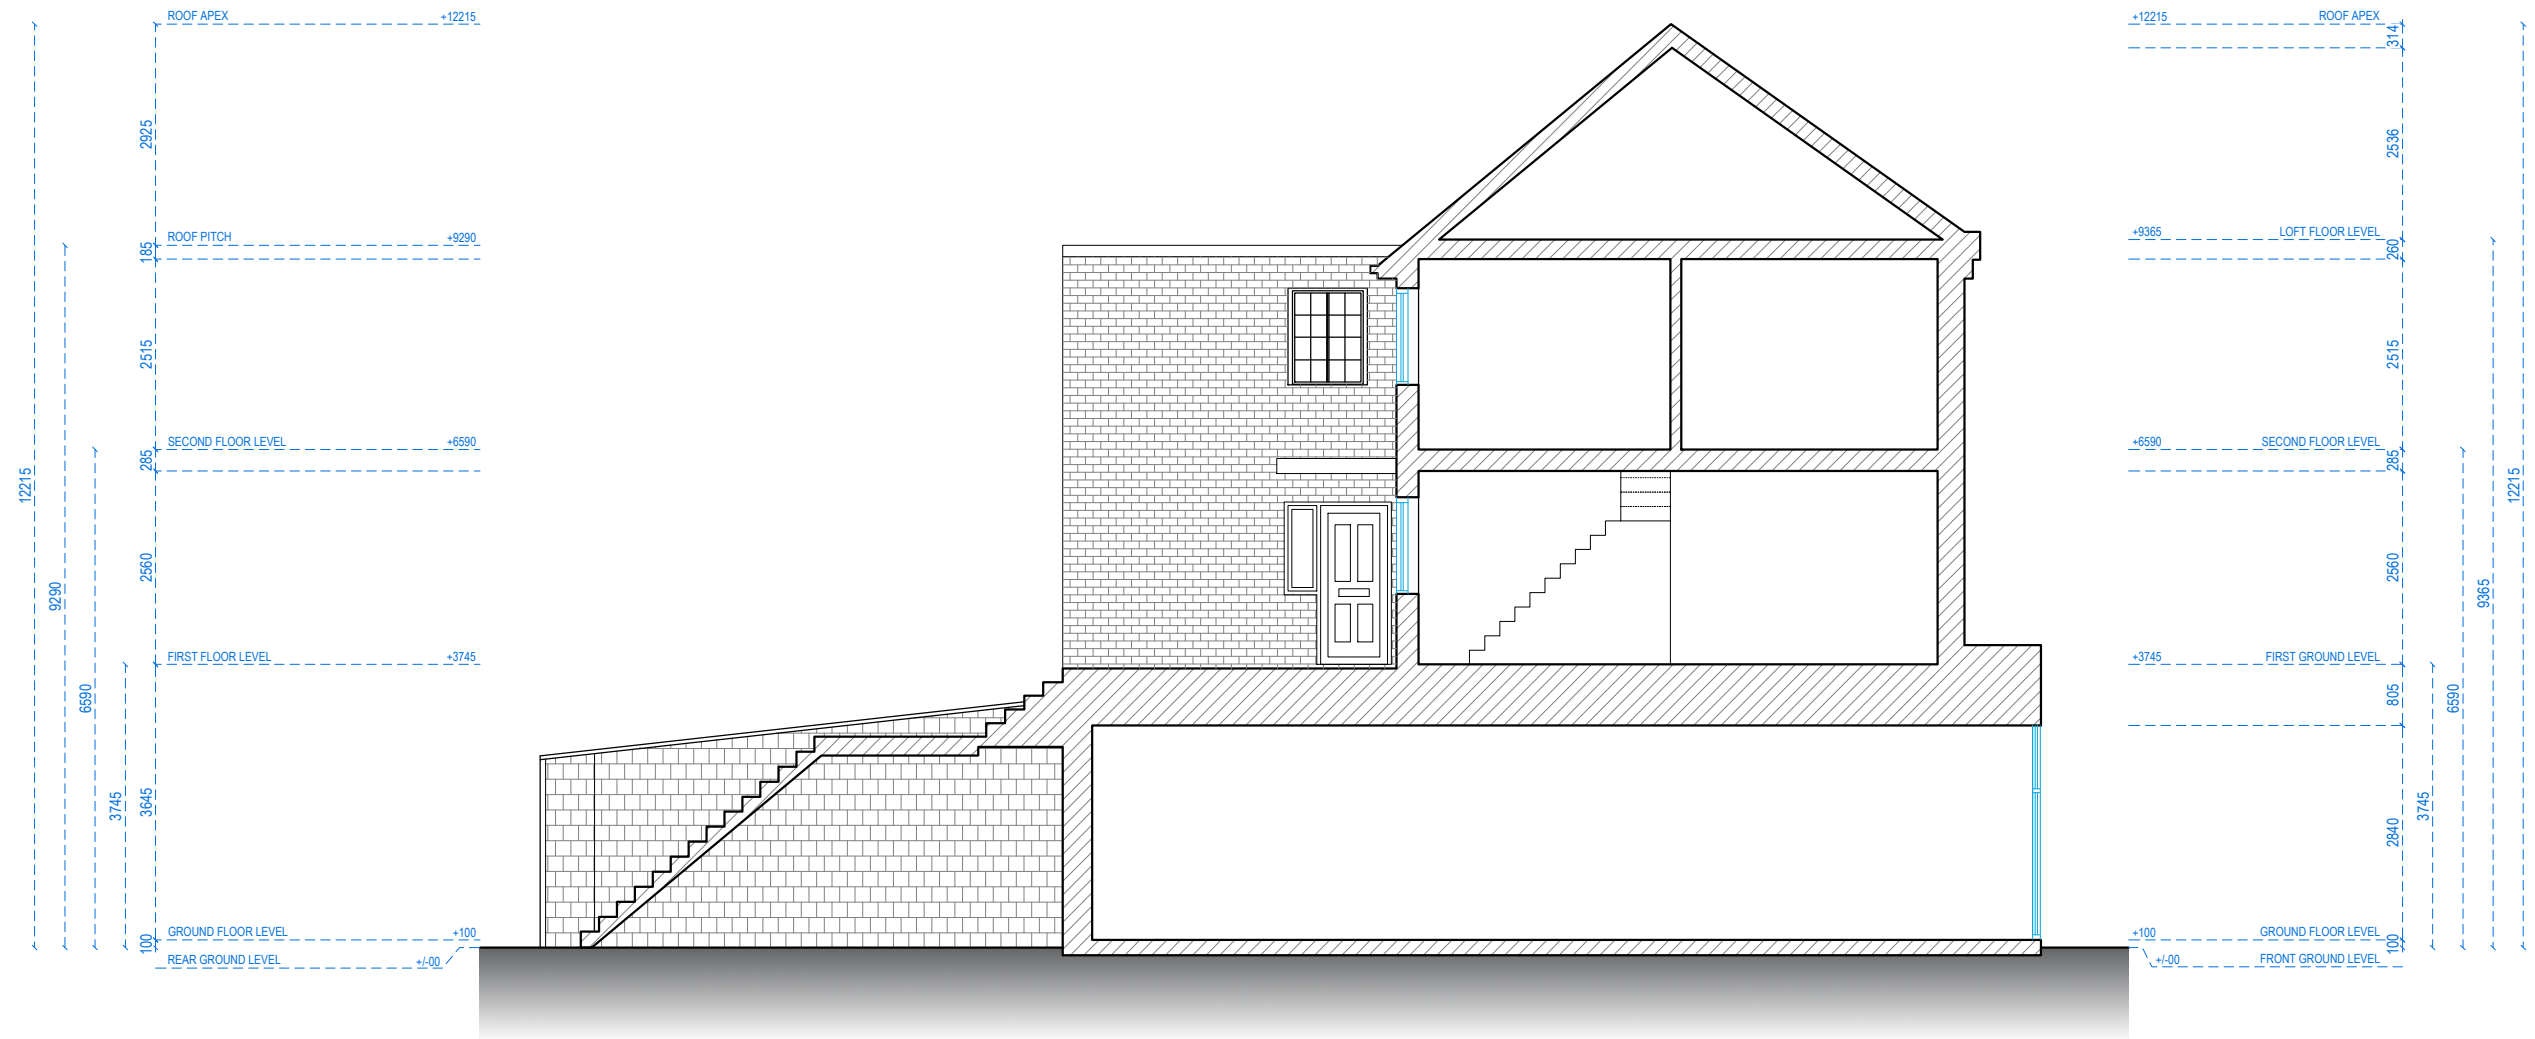 ROOF APEX +12215
+12215 ROOF APEX
314
2925
2536
ROOF PITCH +9290
+9365 LOFT FLOOR LEVEL
185
260
2515
2515
SECOND FLOOR LEVEL +6590
+6590 SECOND FLOOR LEVEL
285
285
12215
12215
2560
2560
9290
9365
FIRST FLOOR LEVEL +3745
+3745 FIRST GROUND LEVEL
6590
805
6590
3745
3645
2840
3745
GROUND FLOOR LEVEL +100
+100 GROUND FLOOR LEVEL
100
100
REAR GROUND LEVEL +/-00
+/-00 FRONT GROUND LEVEL